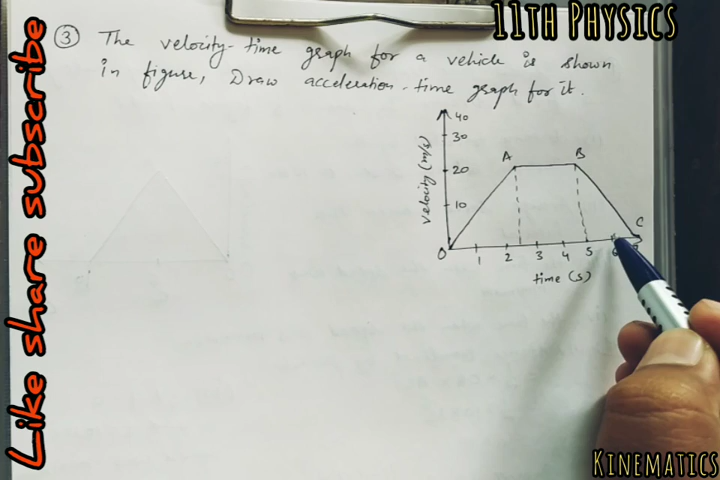 11th Physics
③ The velocity-time graph for a vehicle is shown
in figure, Draw acceleration-time graph for it.
40
30
20
10
velocity (m/s)
A
B
C
0
1
2
3
4
5
6
time (s)
Like share subscribe
Kinematics